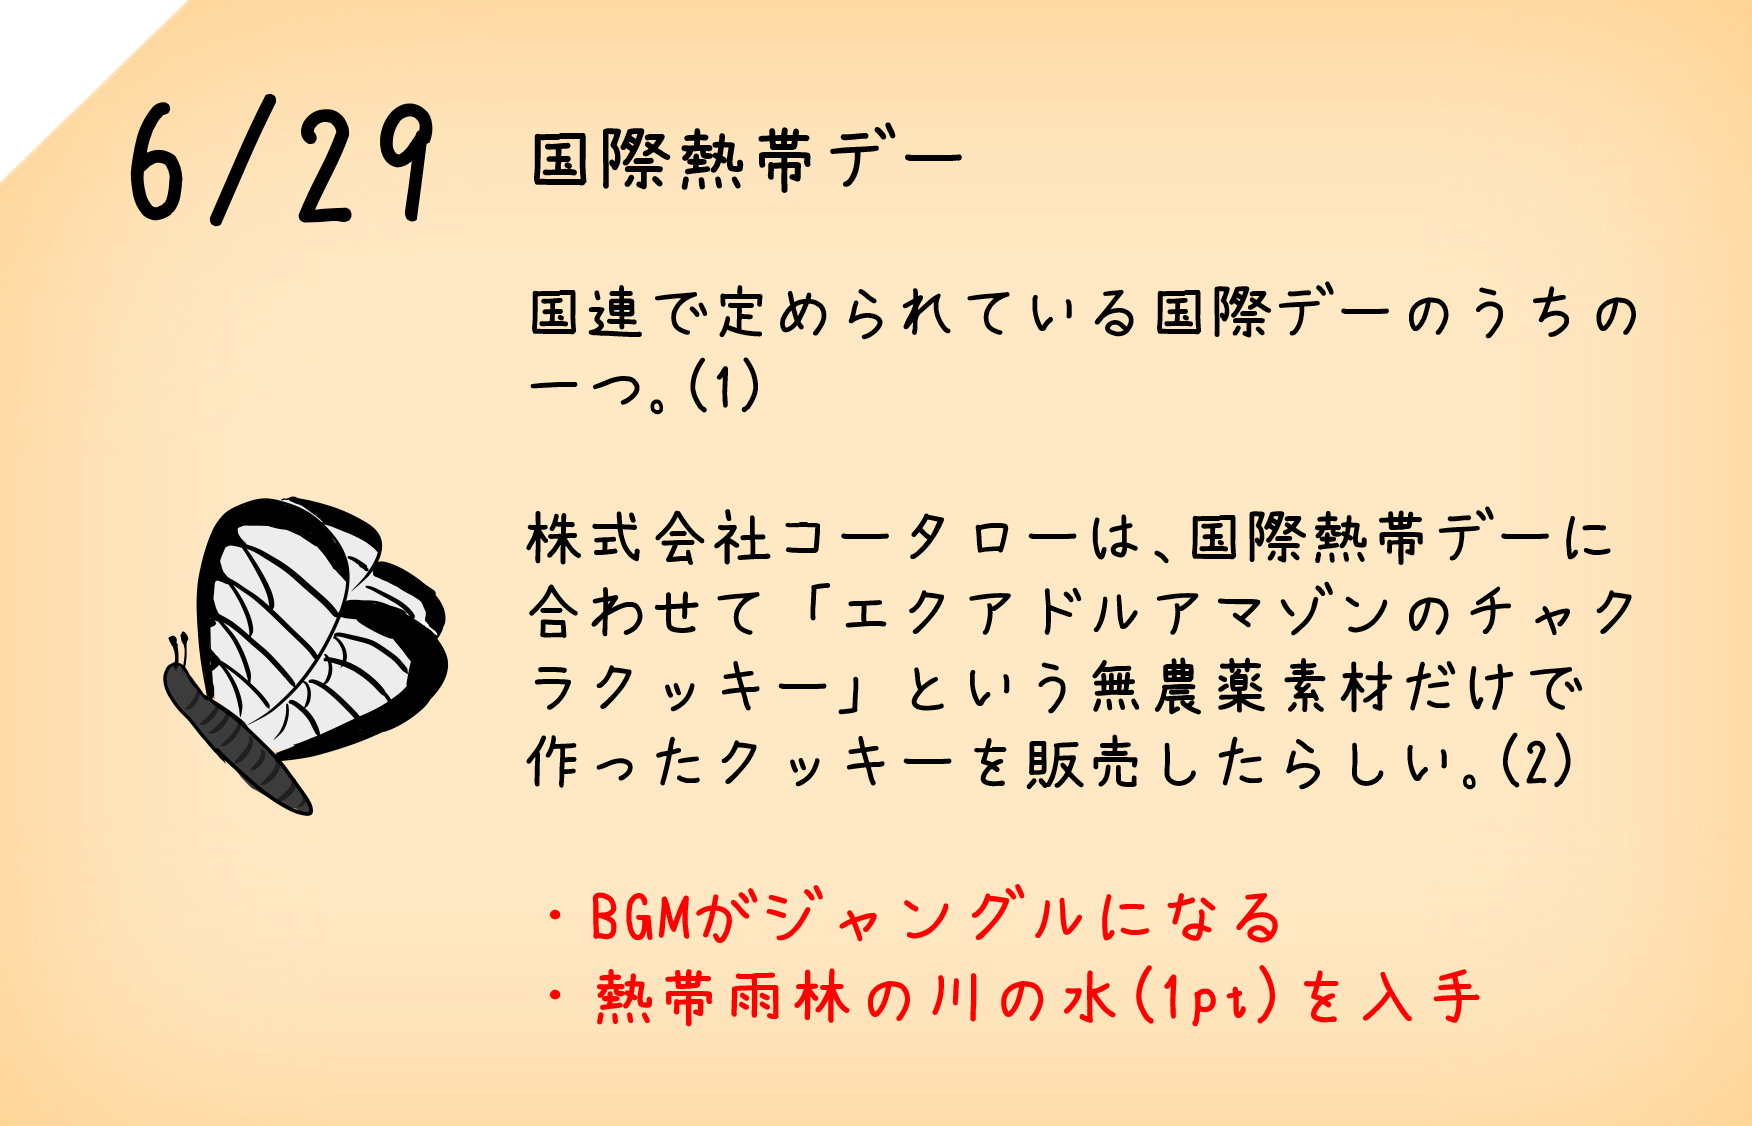 6/29
国際熱帯デー
国連で定められている国際デーのうちの
一つ。(1)
株式会社コータローは、国際熱帯デーに
合わせて「エクアドルアマゾンのチャク
ラクッキー」という無農薬素材だけで
作ったクッキーを販売したらしい。(2)
・BGMがジャングルになる
・熱帯雨林の川の水(1pt)を入手